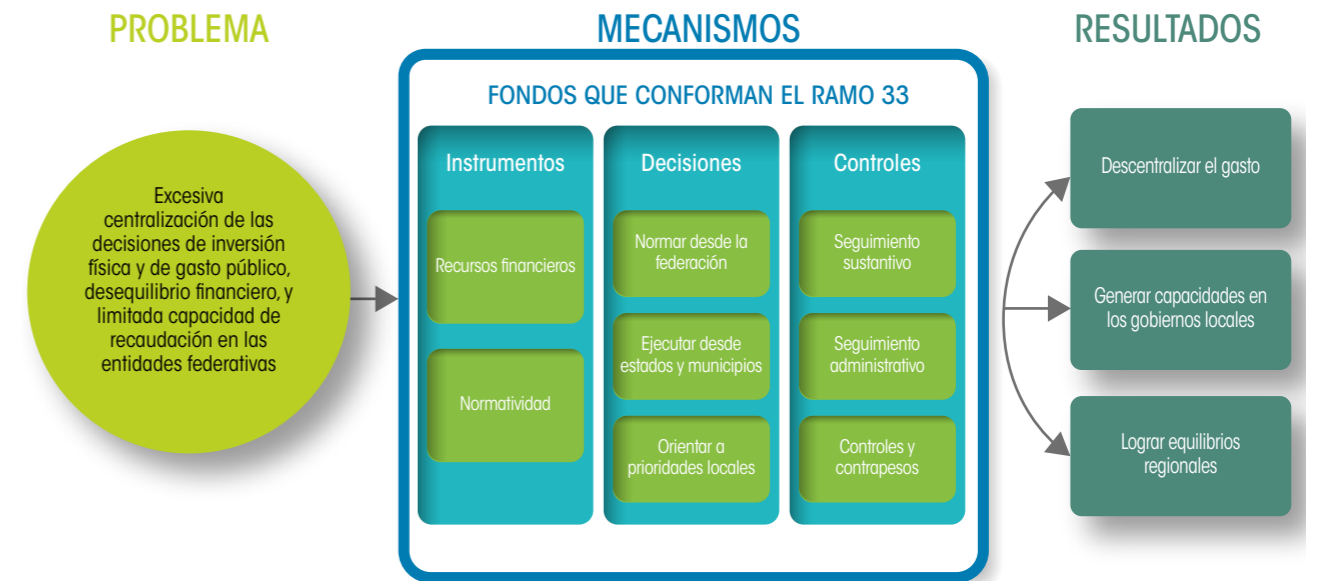 PROBLEMA
Excesiva
centralización de las
decisiones de inversión
física y de gasto público,
desequilibrio financiero, y
limitada capacidad de
recaudación en las
entidades federativas
MECANISMOS
FONDOS QUE CONFORMAN EL RAMO 33
Instrumentos
Recursos financieros
Normatividad
Decisiones
Normar desde la
federación
Ejecutar desde
estados y municipios
Orientar a
prioridades locales
Controles
Seguimiento
sustantivo
Seguimiento
administrativo
Controles y
contrapesos
RESULTADOS
Descentralizar el gasto
Generar capacidades en
los gobiernos locales
Lograr equilibrios
regionales